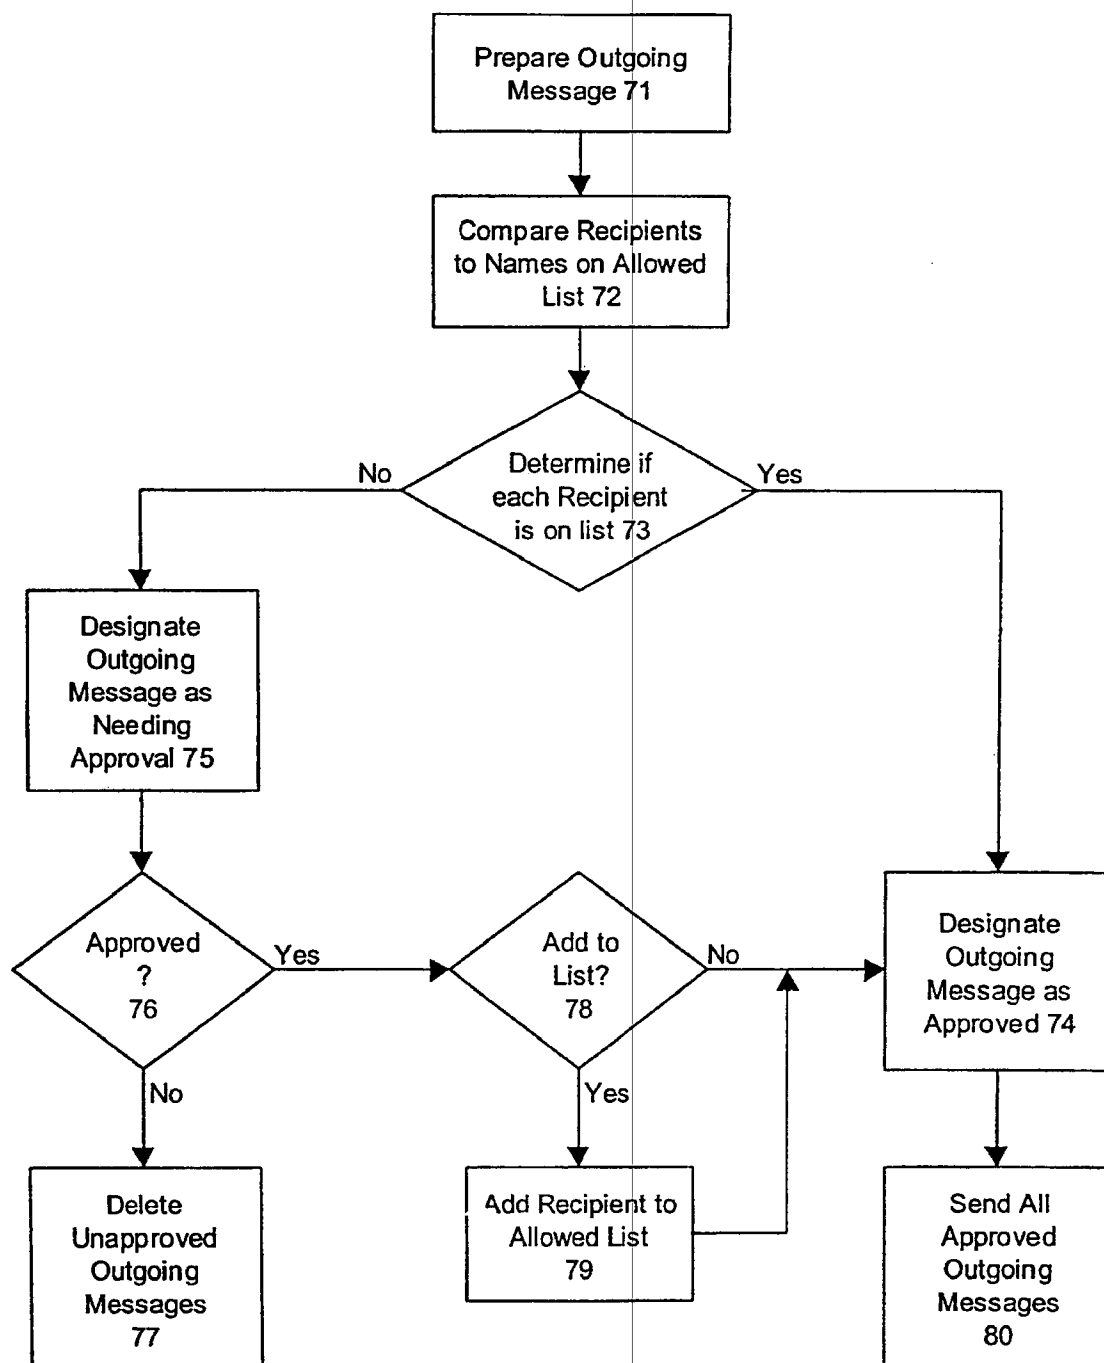 Prepare Outgoing
Message 71
Compare Recipients
to Names on Allowed
List 72
Determine if
each Recipient
is on list 73
No
Yes
Designate
Outgoing
Message as
Needing
Approval 75
Approved
?
76
Yes
No
Add to
List?
78
No
Yes
Designate
Outgoing
Message as
Approved 74
Delete
Unapproved
Outgoing
Messages
77
Add Recipient to
Allowed List
79
Send All
Approved
Outgoing
Messages
80